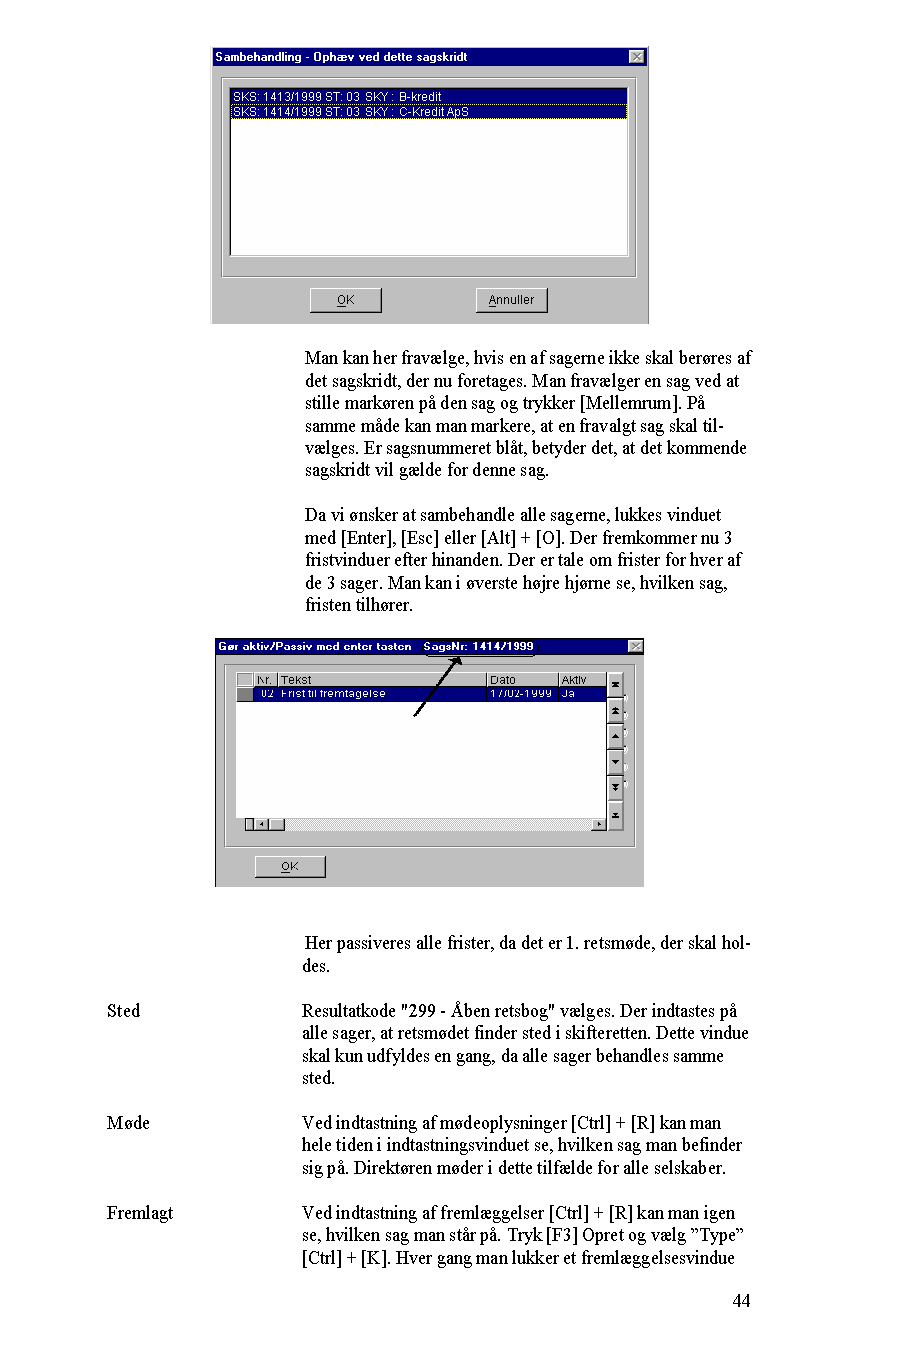 Sambehandling - Ophæv ved dette sagskridt
SKS: 1413/1999 ST: 03 SKY : B-kredit
SKS: 1414/1999 ST: 03 SKY : C-Kredit ApS
OK
Annuller
Man kan her fravælge, hvis en af sagerne ikke skal berøres af
det sagskridt, der nu foretages. Man fravælger en sag ved at
stille markøren på den sag og trykker [Mellemrum]. På
samme måde kan man markere, at en fravalgt sag skal til-
vælges. Er sagsnummeret blåt, betyder det, at det kommende
sagskridt vil gælde for denne sag.
Da vi ønsker at sambehandle alle sagerne, lukkes vinduet
med [Enter], [Esc] eller [Alt] + [O]. Der fremkommer nu 3
fristvinduer efter hinanden. Der er tale om frister for hver af
de 3 sager. Man kan i øverste højre hjørne se, hvilken sag,
fristen tilhører.
Gør aktiv/Passiv med enter tasten SagsNr: 1414/1999
Nr. Tekst Dato Aktiv
02 Frist til fremtagelse 17/02-1999 Ja
OK
Her passiveres alle frister, da det er 1. retsmøde, der skal hol-
des.
Sted Resultatkode "299 - Åben retsbog" vælges. Der indtastes på
alle sager, at retsmødet finder sted i skifteretten. Dette vindue
skal kun udfyldes en gang, da alle sager behandles samme
sted.
Møde Ved indtastning af mødeoplysninger [Ctrl] + [R] kan man
hele tiden i indtastningsvinduet se, hvilken sag man befinder
sig på. Direktøren møder i dette tilfælde for alle selskaber.
Fremlagt Ved indtastning af fremlæggelser [Ctrl] + [R] kan man igen
se, hvilken sag man står på. Tryk [F3] Opret og vælg ”Type”
[Ctrl] + [K]. Hver gang man lukker et fremlæggelsesvindue
44